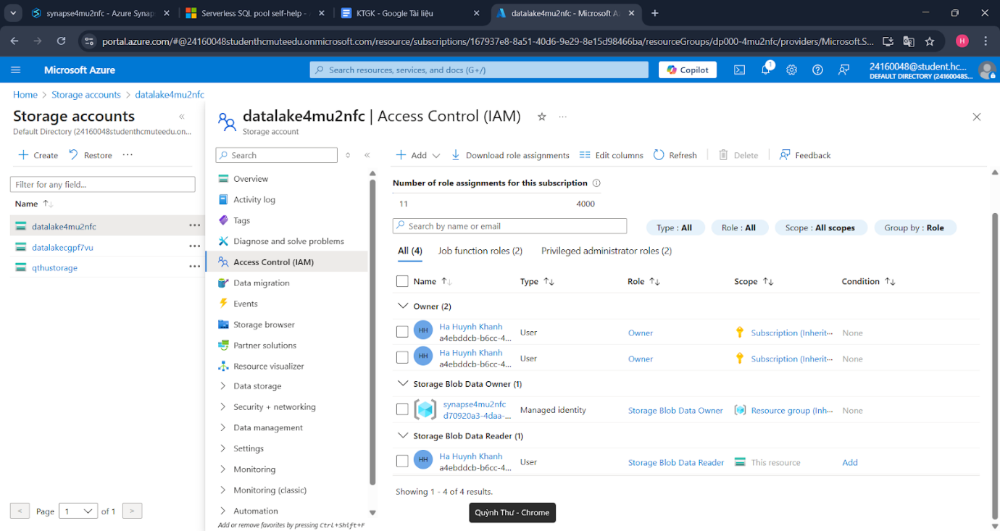 synapse4mu2nfc - Azure Synap
Serverless SQL pool self-help -
KTGK - Google Tài liệu
datalake4mu2nfc - Microsoft A
portal.azure.com/#@24160048studenthcmuteedu.onmicrosoft.com/resource/subscriptions/167937e8-8a51-40d6-9e29-8e15d98466ba/resourceGroups/dp000-4mu2nfc/providers/Microsoft.S...
H
Microsoft Azure
Search resources, services, and docs (G+/)
Copilot
1
24160048@student.hc...
DEFAULT DIRECTORY (24160048S...
Home > Storage accounts > datalake4mu2nfc
Storage accounts
Default Directory (24160048studenthcmuteedu.on...
Create
Restore
Filter for any field...
Name
datalake4mu2nfc
datalakecgpf7vu
qthustorage
Page 1 of 1
datalake4mu2nfc | Access Control (IAM)
Storage account
Search
Overview
Activity log
Tags
Diagnose and solve problems
Access Control (IAM)
Data migration
Events
Storage browser
Partner solutions
Resource visualizer
Data storage
Security + networking
Data management
Settings
Monitoring
Monitoring (classic)
Automation
Add or remove favorites by pressing Ctrl+Shift+F
Add
Download role assignments
Edit columns
Refresh
Delete
Feedback
Number of role assignments for this subscription
11 4000
Search by name or email
Type : All
Role : All
Scope : All scopes
Group by : Role
All (4) Job function roles (2) Privileged administrator roles (2)
Name Type Role Scope Condition
Owner (2)
HH Ha Huynh Khanh User Owner Subscription (Inherit... None
a4ebddcb-b6cc-4...
HH Ha Huynh Khanh User Owner Subscription (Inherit... None
a4ebddcb-b6cc-4...
Storage Blob Data Owner (1)
synapse4mu2nfc Managed identity Storage Blob Data Owner Resource group (Inh... None
d70920a3-4daa-...
Storage Blob Data Reader (1)
HH Ha Huynh Khanh User Storage Blob Data Reader This resource Add
a4ebddcb-b6cc-4...
Showing 1 - 4 of 4 results.
Quỳnh Thư - Chrome